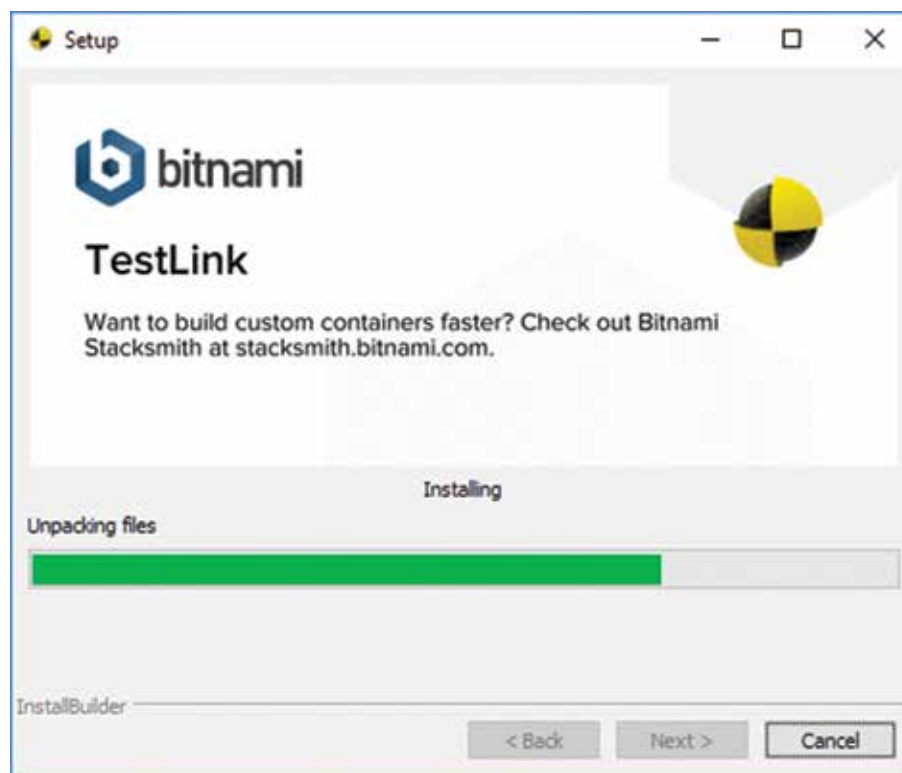 Setup
bitnami
TestLink
Want to build custom containers faster? Check out Bitnami
Stacksmith at stacksmith.bitnami.com.
Installing
Unpacking files
InstallBuilder
< Back Next > Cancel